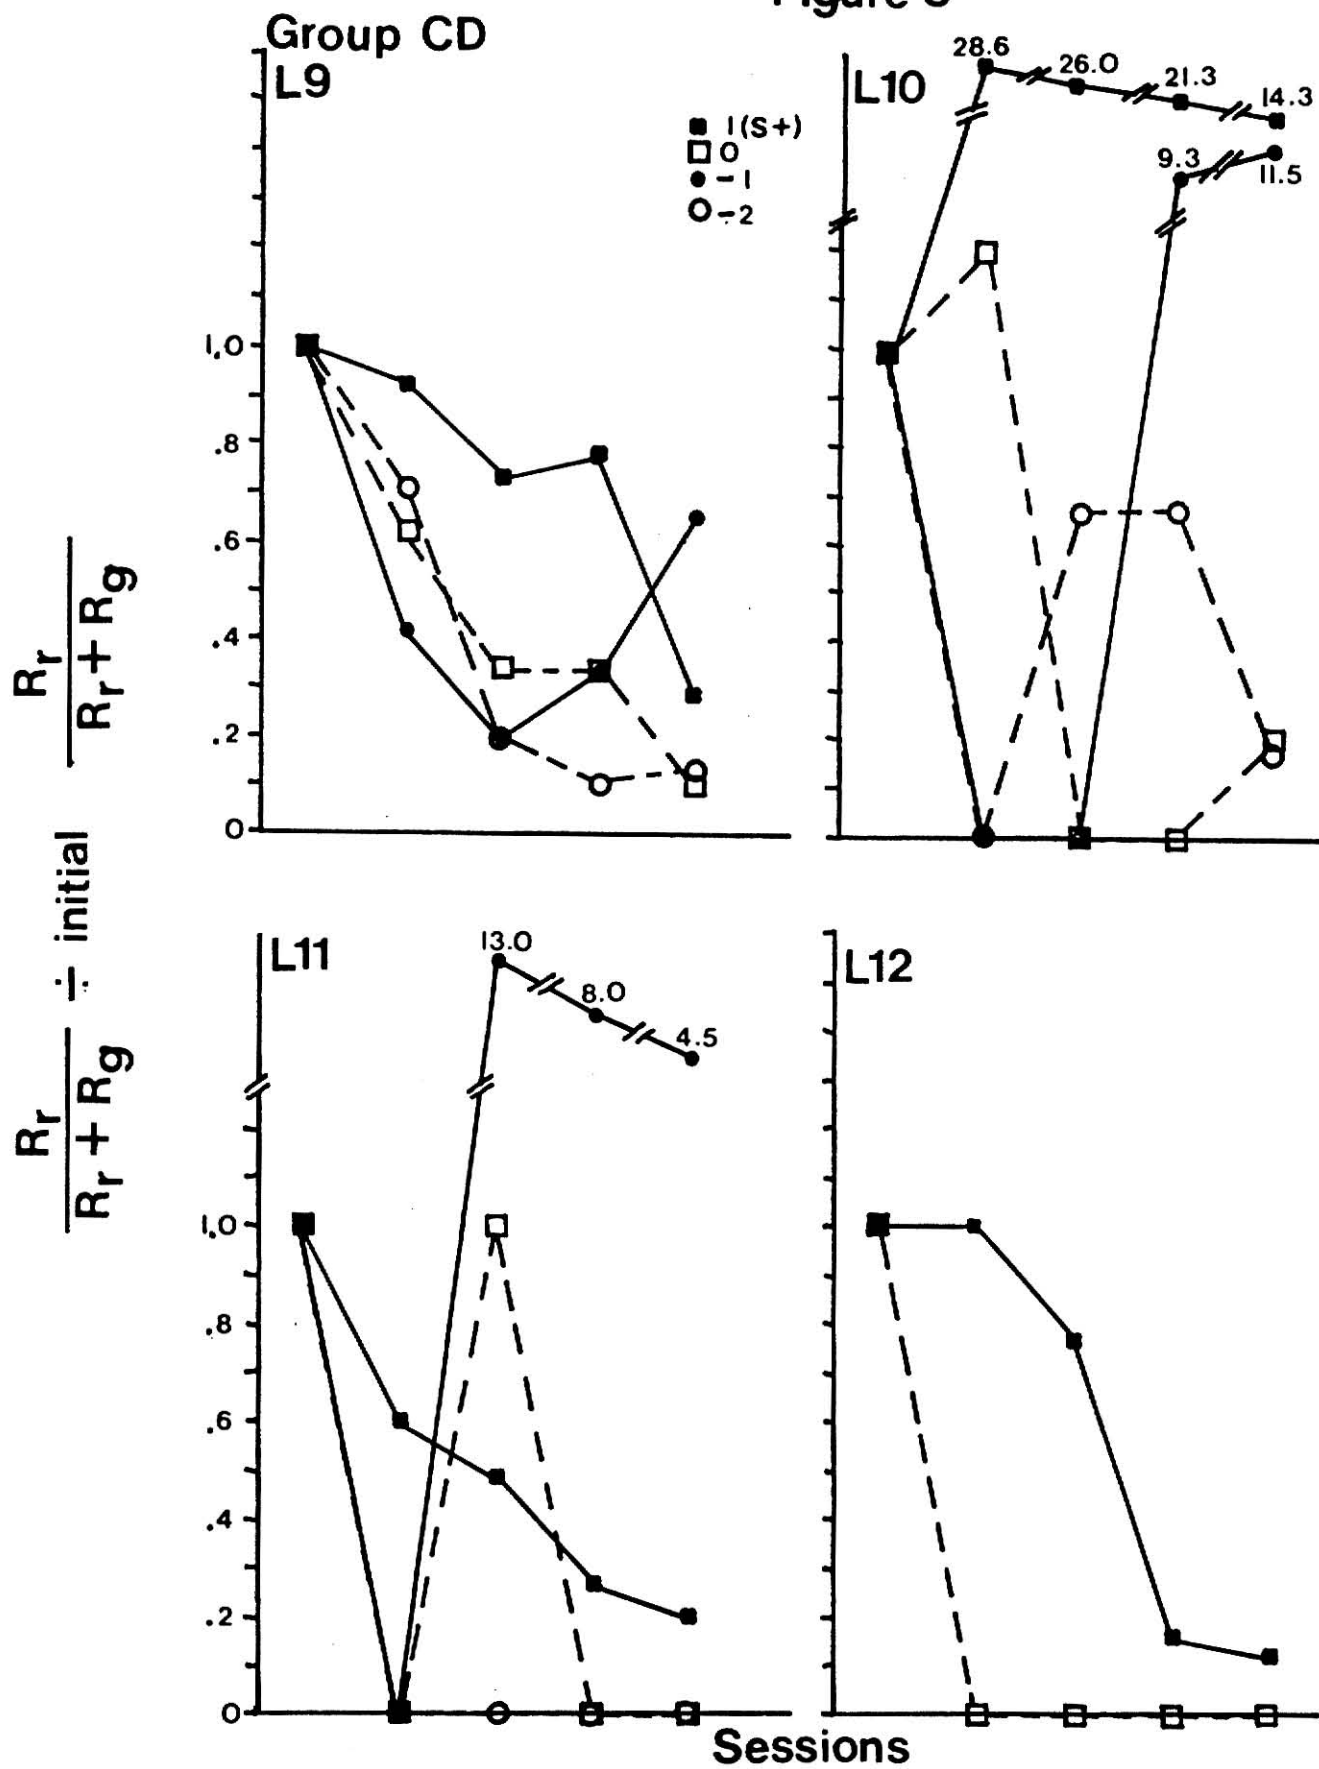 Figure
Group CD
L9
1(S+)
0
-1
-2
1.0
.8
.6
.4
.2
0
L10
28.6
26.0
21.3
14.3
9.3
11.5
Rr
Rr + Rg
Rr
Rr + Rg
÷ initial
L11
13.0
8.0
4.5
1.0
.8
.6
.4
.2
0
L12
Sessions